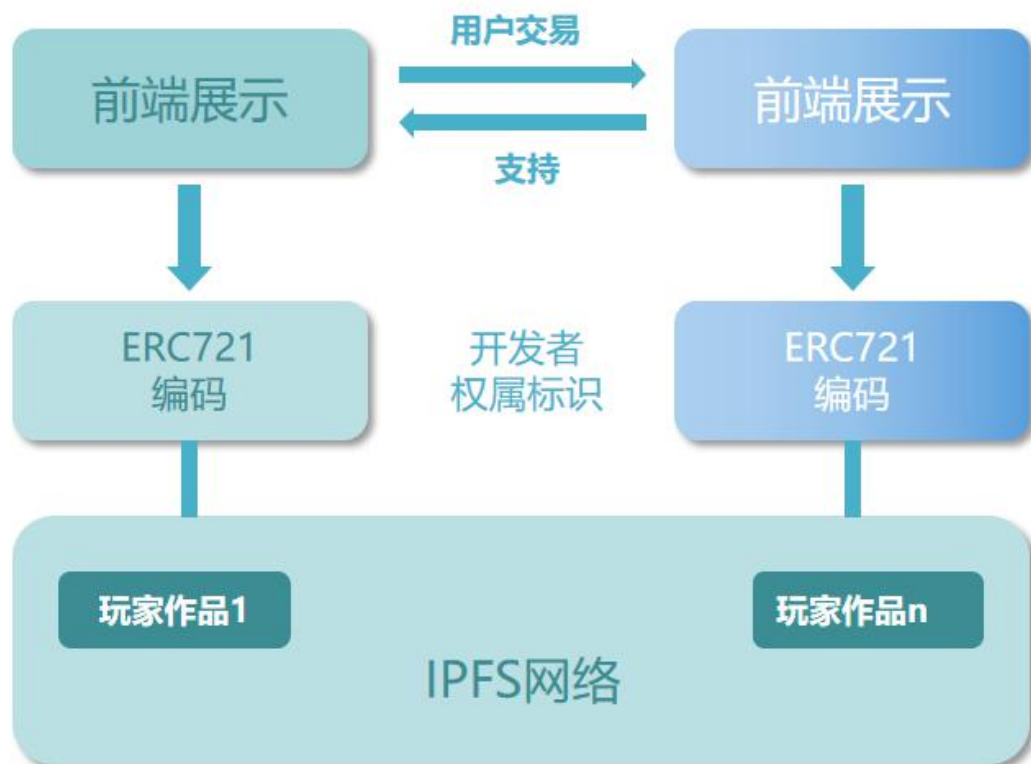 用户交易
前端展示
前端展示
支持
ERC721
编码
开发者
权属标识
ERC721
编码
玩家作品1
玩家作品n
IPFS网络